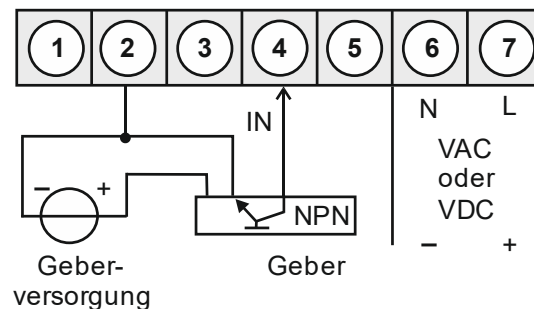 1 2 3 4 5 6 7
IN
N L
VAC
oder
VDC
− +
− +
NPN
Geber-
versorgung
Geber